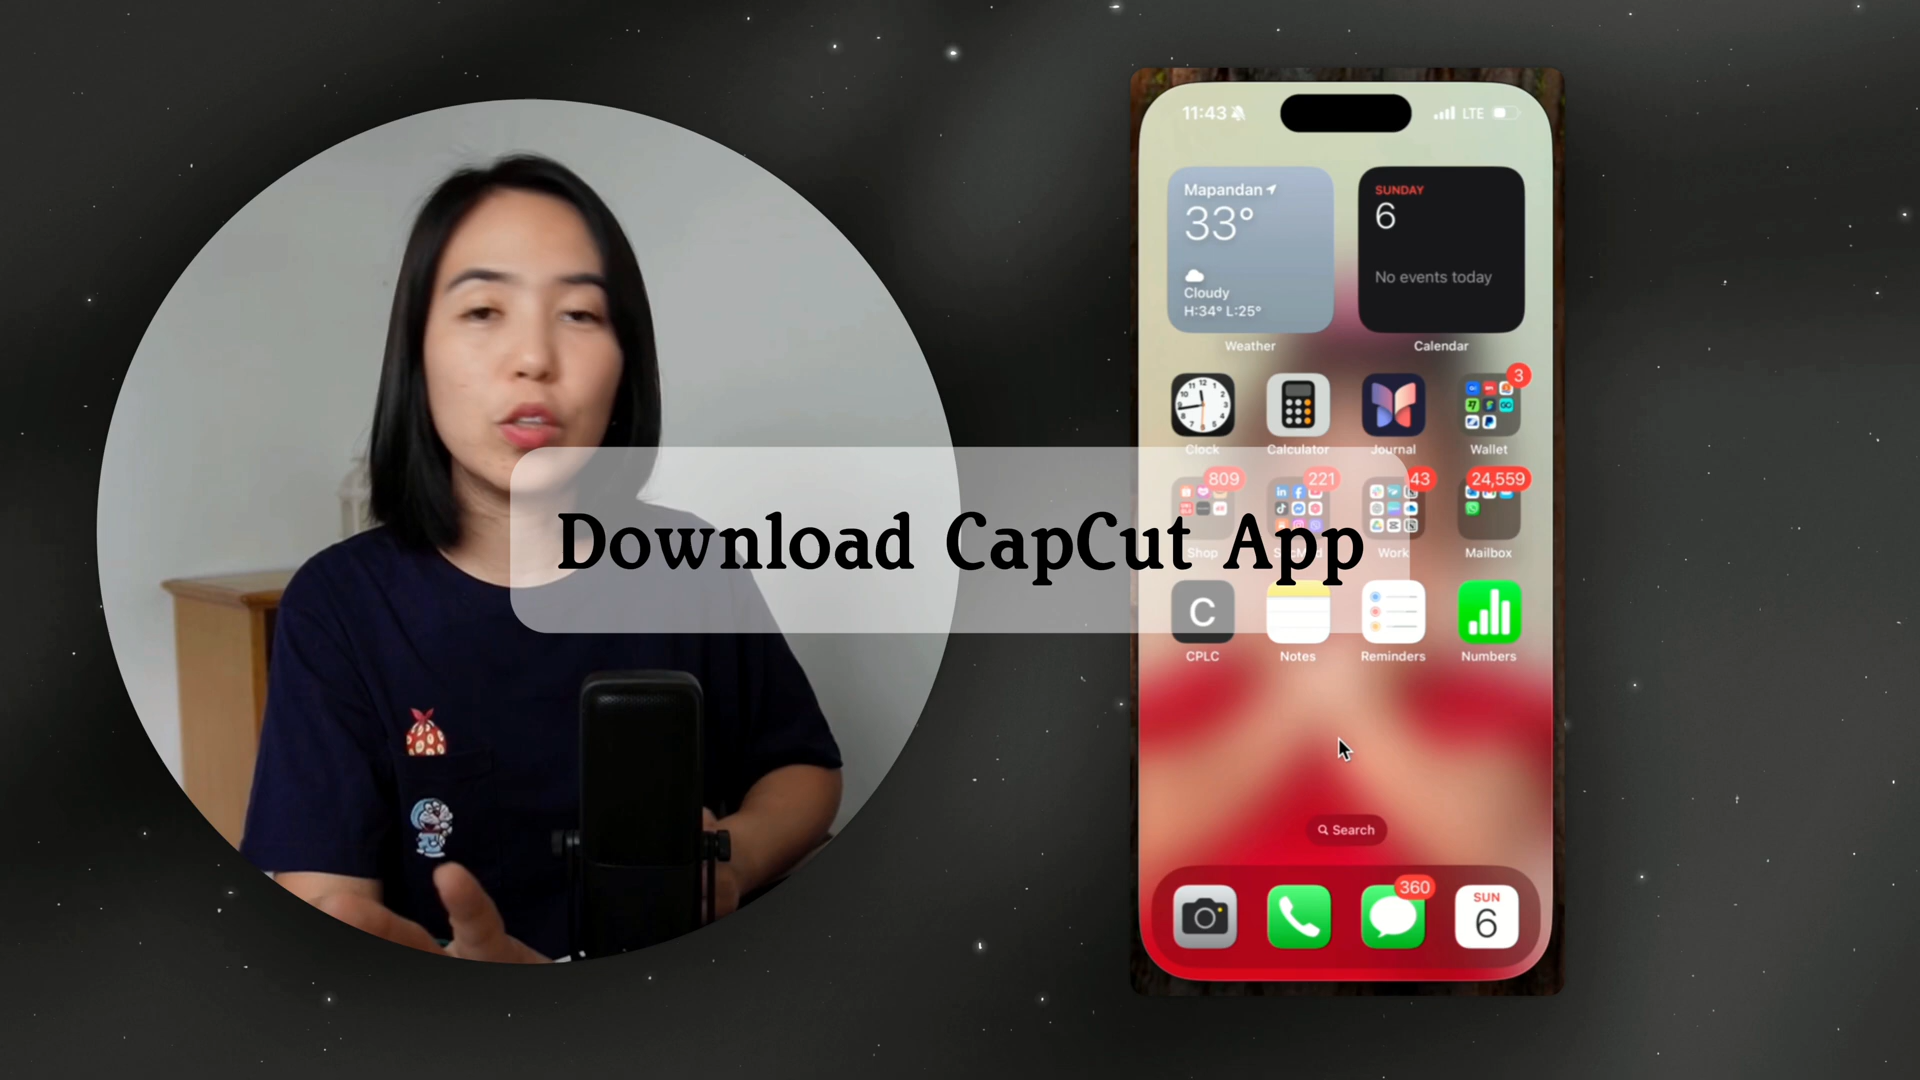 11:43
LTE
Mapandan
33°
Cloudy
H:34° L:25°
Weather
SUNDAY
6
No events today
Calendar
12
Clock
Calculator
Journal
3
Wallet
809
221
43
24,559
Download CapCut App
Shop
Work
Mailbox
C
CPLC
Notes
Reminders
Numbers
Search
360
SUN
6